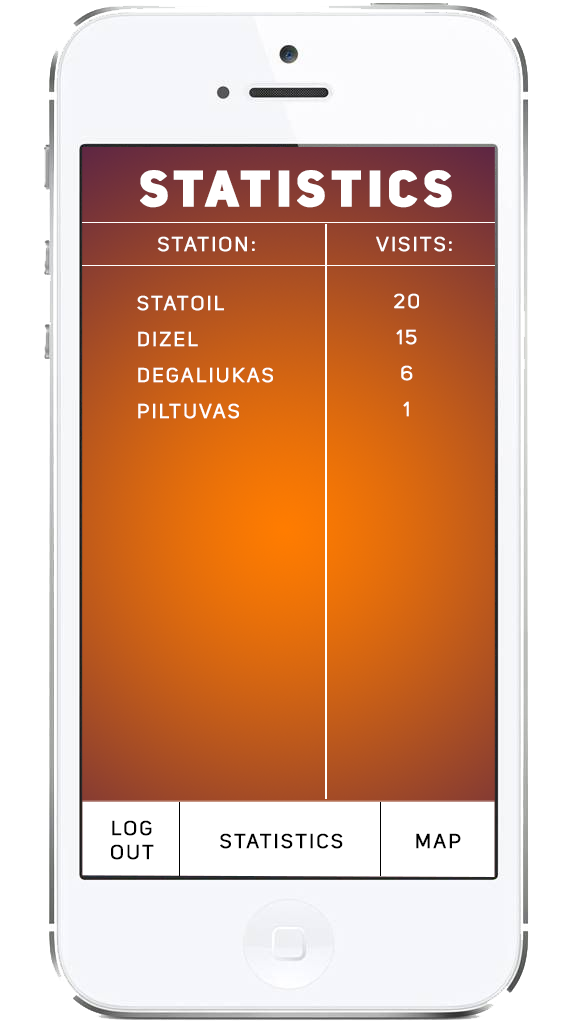 STATISTICS
STATION: VISITS:
STATOIL 20
DIZEL 15
DEGALIUKAS 6
PILTUVAS 1
LOG
OUT
STATISTICS
MAP